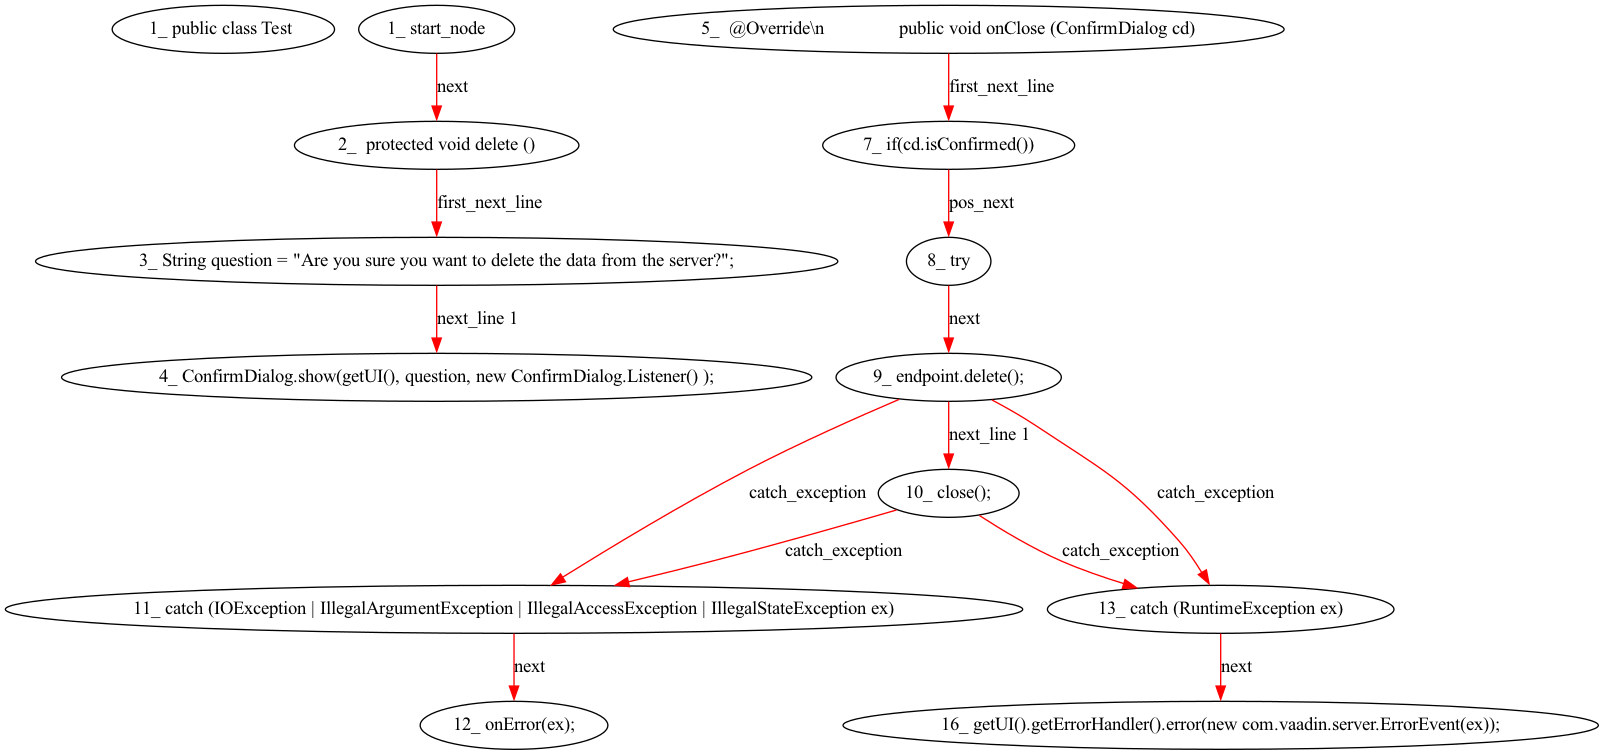 1_ public class Test
1_ start_node
5_  @Override\n                public void onClose (ConfirmDialog cd)
next
first_next_line
2_  protected void delete ()
7_ if(cd.isConfirmed())
first_next_line
pos_next
3_ String question = "Are you sure you want to delete the data from the server?";
8_ try
next_line 1
next
4_ ConfirmDialog.show(getUI(), question, new ConfirmDialog.Listener() );
9_ endpoint.delete();
next_line 1
catch_exception
10_ close();
catch_exception
catch_exception
catch_exception
11_ catch (IOException | IllegalArgumentException | IllegalAccessException | IllegalStateException ex)
13_ catch (RuntimeException ex)
next
next
12_ onError(ex);
16_ getUI().getErrorHandler().error(new com.vaadin.server.ErrorEvent(ex));